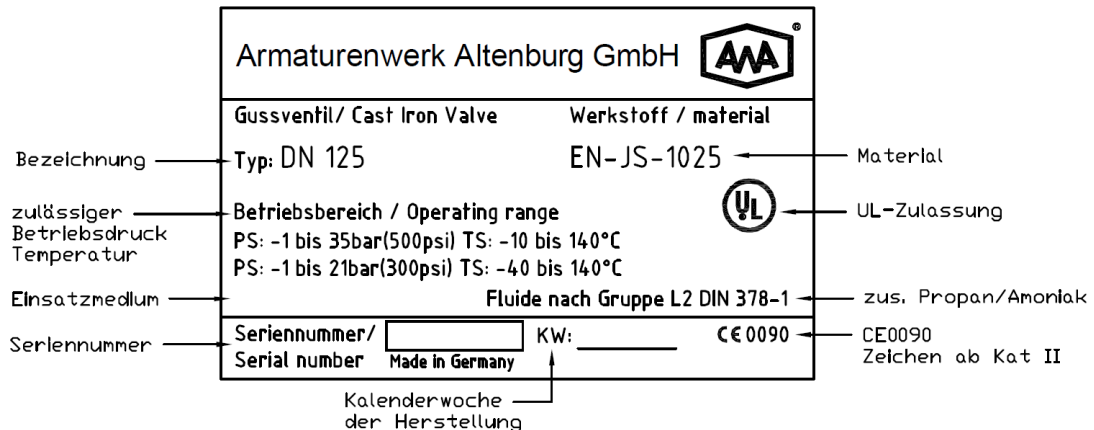 Armaturenwerk Altenburg GmbH AWA ®
Gussventil/ Cast Iron Valve Werkstoff / material
Bezeichnung Typ: DN 125 EN-JS-1025 Material
UL UL-Zulassung
zulässiger Betriebsbereich / Operating range
Betriebsdruck PS: -1 bis 35bar(500psi) TS: -10 bis 140°C
Temperatur PS: -1 bis 21bar(300psi) TS: -40 bis 140°C
Einsatzmedium Fluide nach Gruppe L2 DIN 378-1 zus. Propan/Amoniak
Seriennummer Seriennummer/ KW: CE 0090 CE0090
Serial number Made in Germany Zeichen ab Kat II
Kalenderwoche
der Herstellung